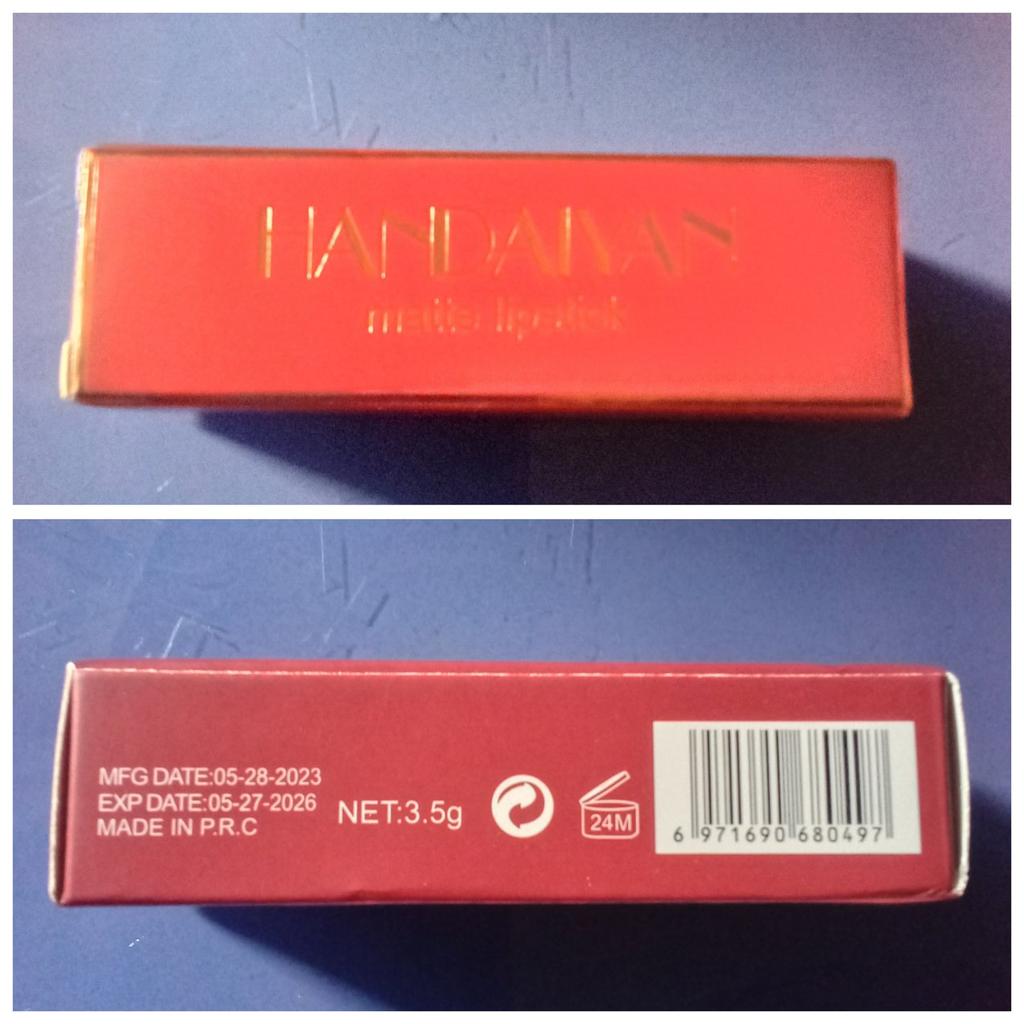 HANDAIYAN
matte lipstick
MFG DATE:05-28-2023
EXP DATE:05-27-2026
MADE IN P.R.C
NET:3.5g
24M
6 971690 680497